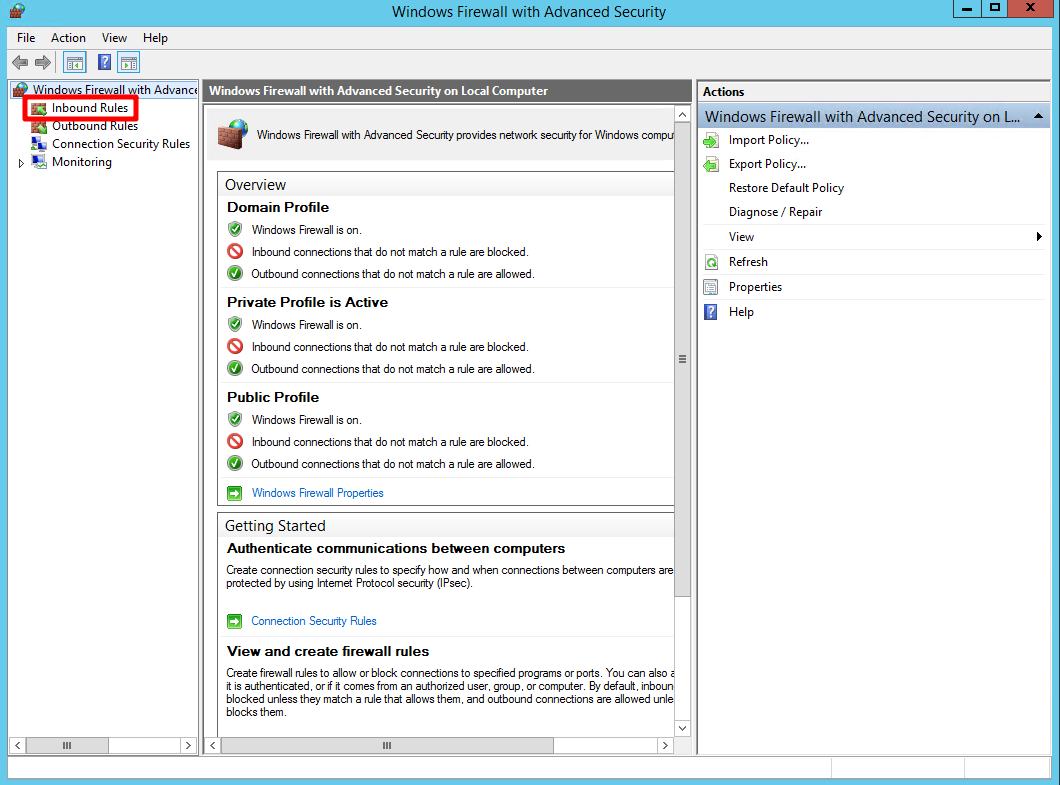 Windows Firewall with Advanced Security
File Action View Help
Windows Firewall with Advance
Inbound Rules
Outbound Rules
Connection Security Rules
Monitoring
Windows Firewall with Advanced Security on Local Computer
Windows Firewall with Advanced Security provides network security for Windows compu
Overview
Domain Profile
Windows Firewall is on.
Inbound connections that do not match a rule are blocked.
Outbound connections that do not match a rule are allowed.
Private Profile is Active
Windows Firewall is on.
Inbound connections that do not match a rule are blocked.
Outbound connections that do not match a rule are allowed.
Public Profile
Windows Firewall is on.
Inbound connections that do not match a rule are blocked.
Outbound connections that do not match a rule are allowed.
Windows Firewall Properties
Getting Started
Authenticate communications between computers
Create connection security rules to specify how and when connections between computers are
protected by using Internet Protocol security (IPsec).
Connection Security Rules
View and create firewall rules
Create firewall rules to allow or block connections to specified programs or ports. You can also a
it is authenticated, or if it comes from an authorized user, group, or computer. By default, inboun
blocked unless they match a rule that allows them, and outbound connections are allowed unle
blocks them.
Actions
Windows Firewall with Advanced Security on L...
Import Policy...
Export Policy...
Restore Default Policy
Diagnose / Repair
View
Refresh
Properties
Help